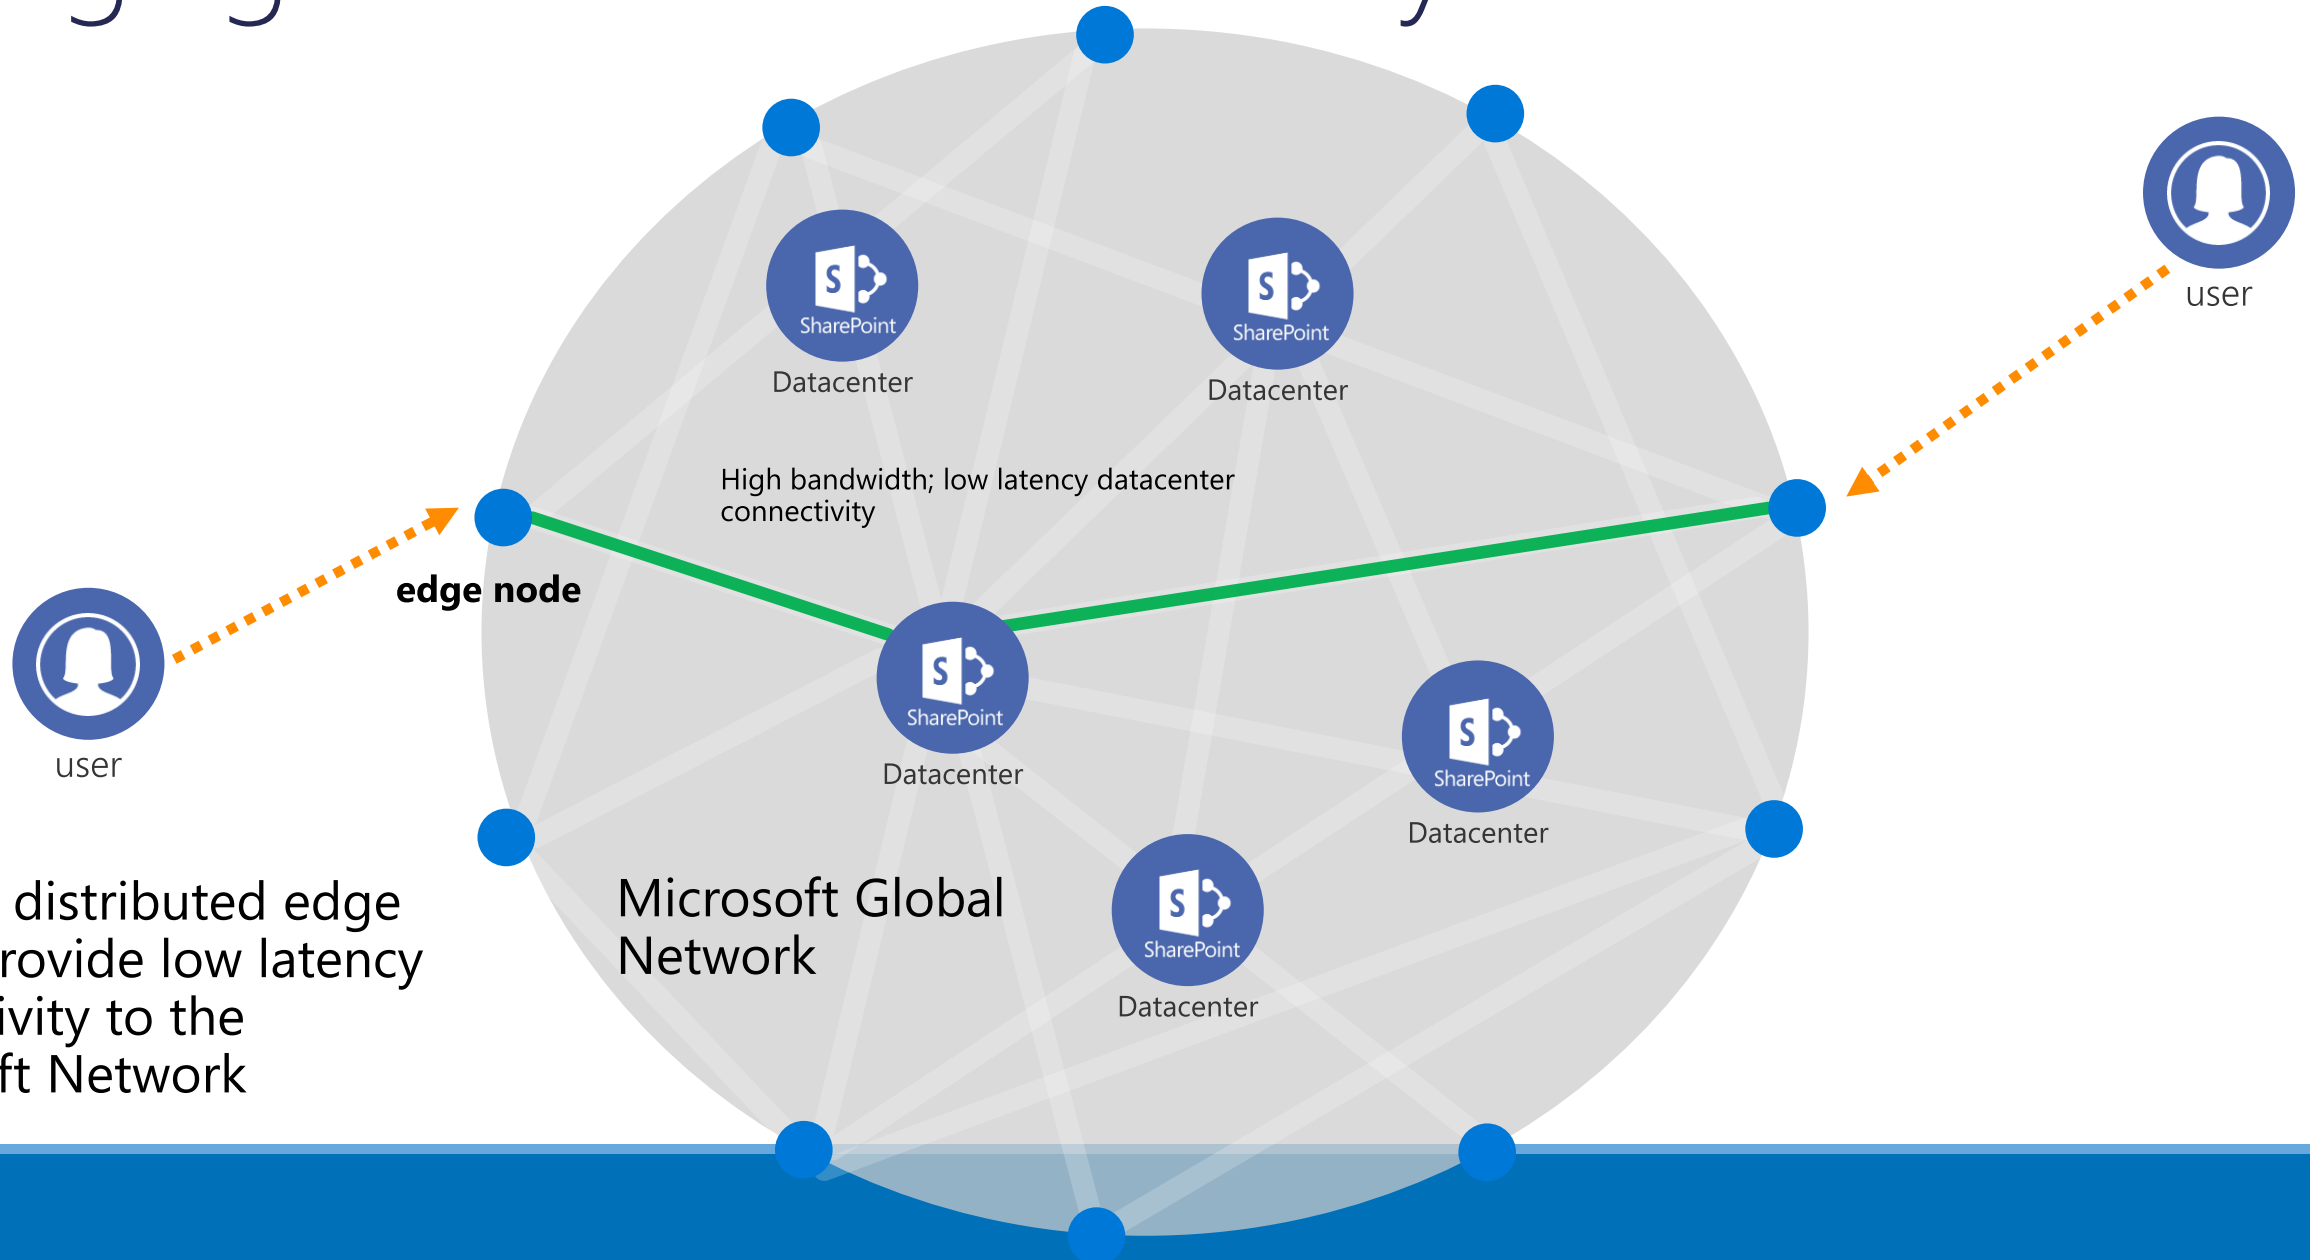 user
SharePoint
Datacenter
SharePoint
Datacenter
High bandwidth; low latency datacenter
connectivity
edge node
user
SharePoint
Datacenter
SharePoint
Datacenter
SharePoint
Datacenter
Microsoft Global
Network
distributed edge
rovide low latency
ivity to the
ft Network